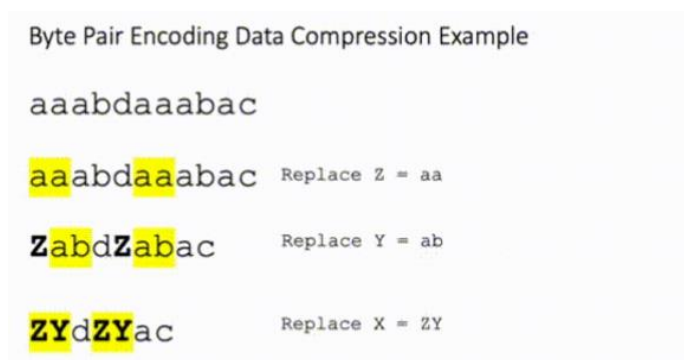 Byte Pair Encoding Data Compression Example
aaabdaaabac
aaabdaaabac Replace Z = aa
ZabdZabac Replace Y = ab
ZYdZYac Replace X = ZY